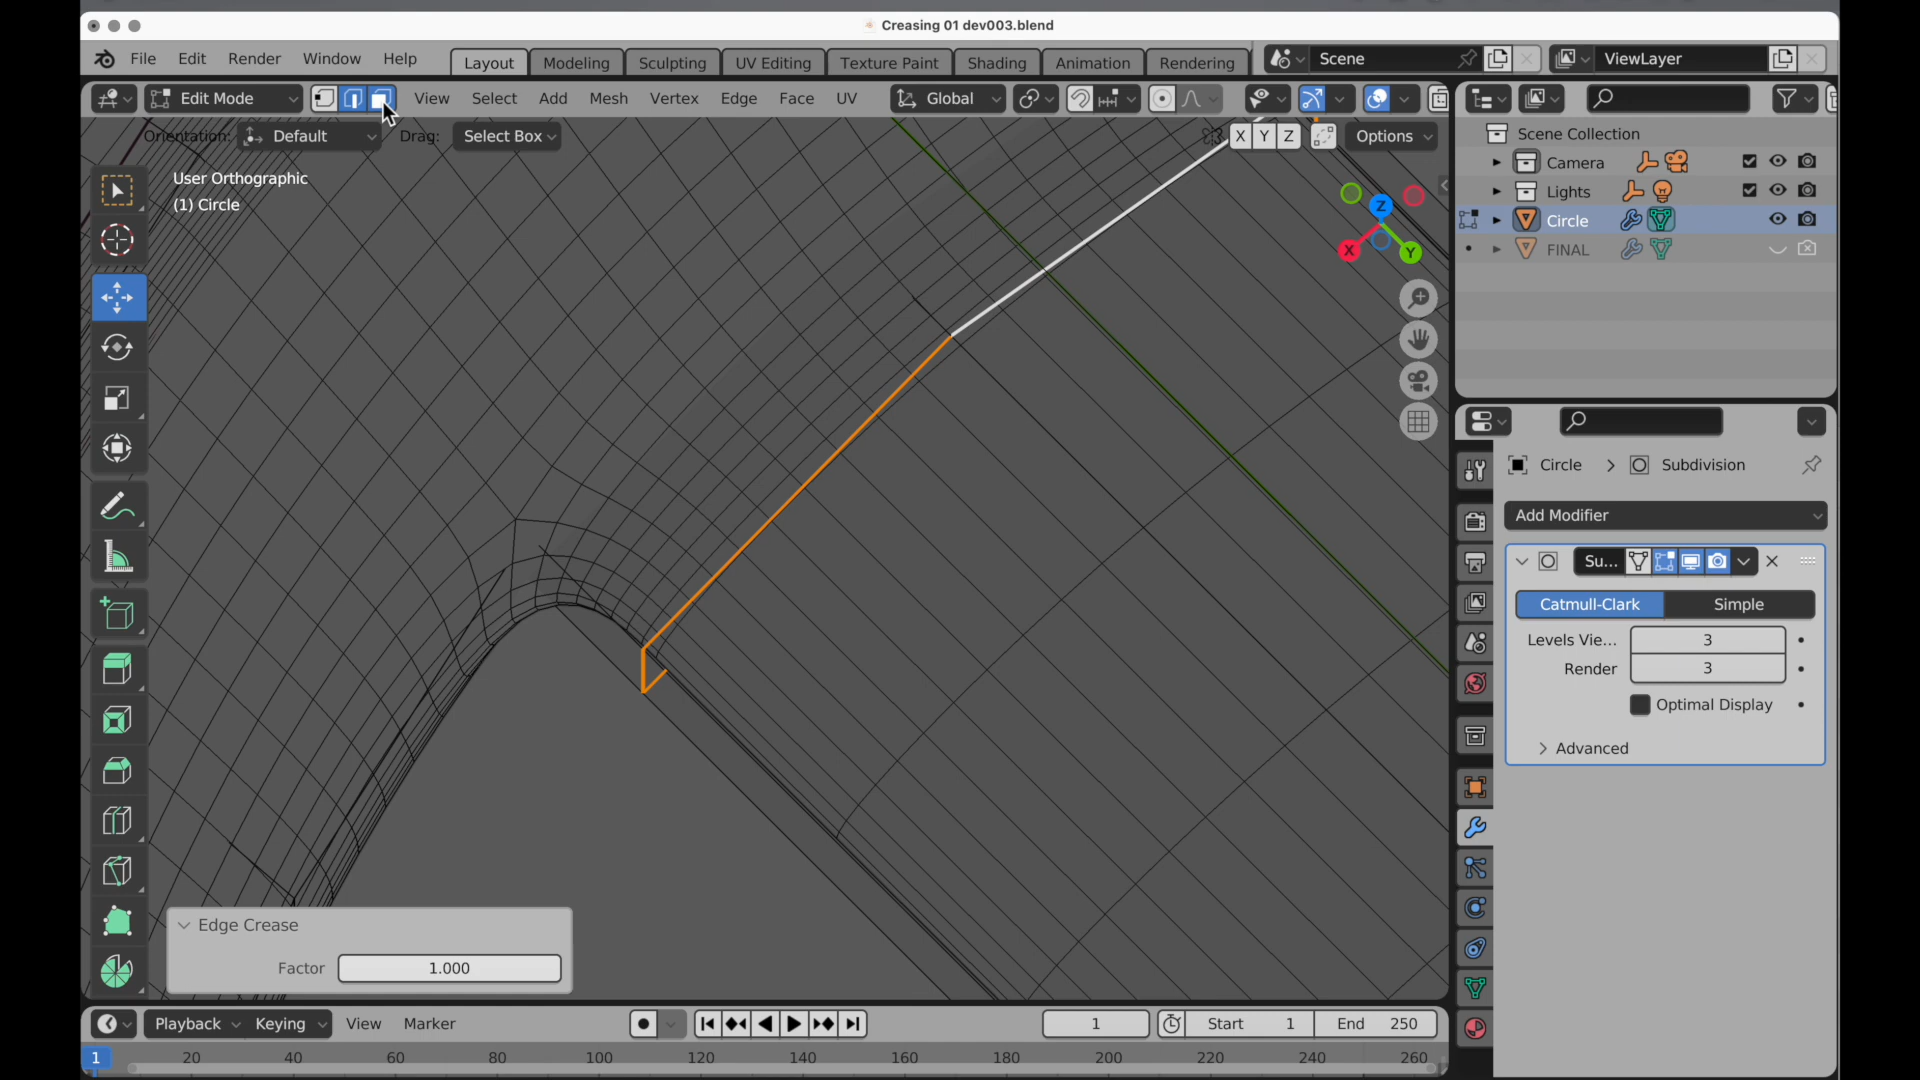 Creasing 01 dev003.blend
File Edit Render Window Help Layout Modeling Sculpting UV Editing Texture Paint Shading Animation Rendering Scene ViewLayer
Edit Mode View Select Add Mesh Vertex Edge Face UV Global
Orientation: Default Drag: Select Box X Y Z Options
User Orthographic
(1) Circle
Z
X Y
Scene Collection
Camera
Lights
Circle
FINAL
Circle Subdivision
Add Modifier
Su...
Catmull-Clark Simple
Levels Vie... 3
Render 3
Optimal Display
Advanced
Edge Crease
Factor 1.000
Playback Keying View Marker 1 Start 1 End 250
1 20 40 60 80 100 120 140 160 180 200 220 240 260